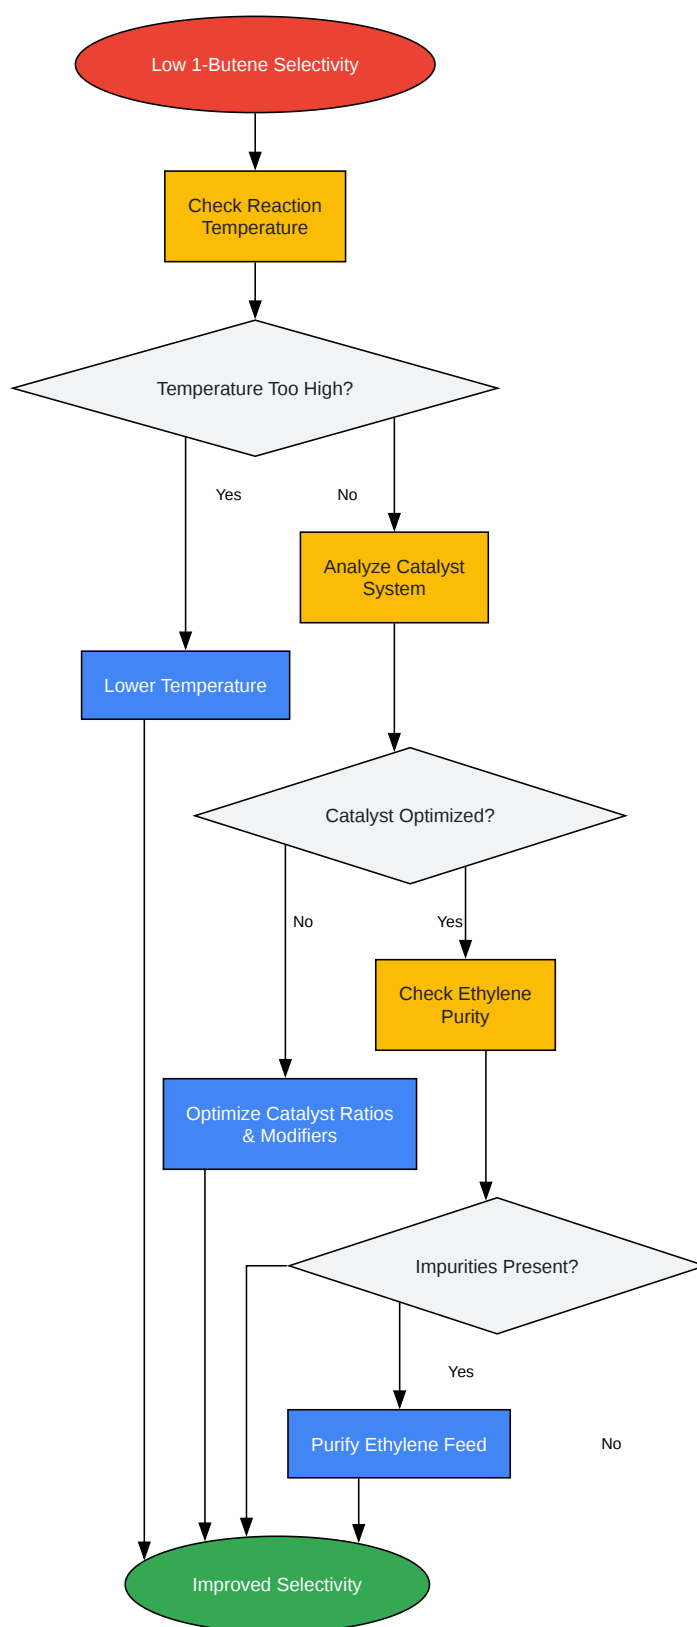 Low 1-Butene Selectivity
Check Reaction
Temperature
Temperature Too High?
Yes
No
Analyze Catalyst
System
Lower Temperature
Catalyst Optimized?
No
Yes
Check Ethylene
Purity
Optimize Catalyst Ratios
& Modifiers
Impurities Present?
Yes
Purify Ethylene Feed
No
Improved Selectivity